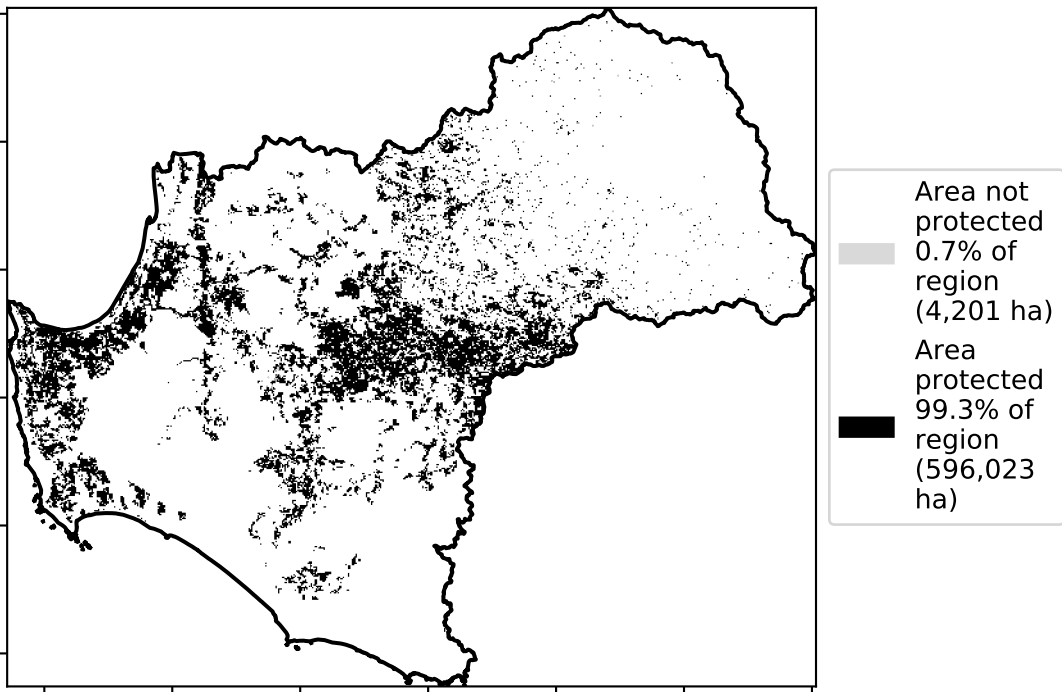 Area not
protected
0.7% of
region
(4,201 ha)
Area
protected
99.3% of
region
(596,023
ha)